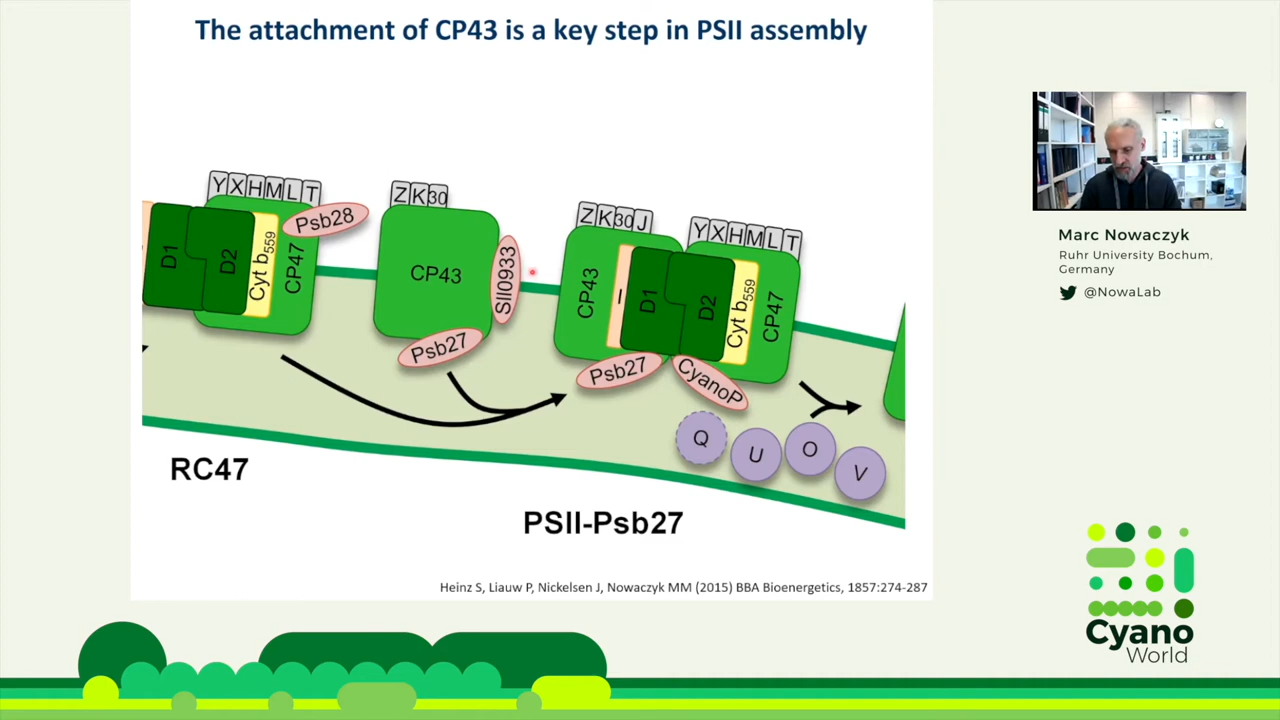 The attachment of CP43 is a key step in PSII assembly
YXHMLT
Psb28
D1
D2
Cyt b559
CP47
ZK30
CP43
Sll0933
Psb27
ZK30J
YXHMLT
CP43
I
D1
D2
Cyt b559
CP47
Psb27
CyanoP
Q
U
O
V
RC47
PSII-Psb27
Heinz S, Liauw P, Nickelsen J, Nowaczyk MM (2015) BBA Bioenergetics, 1857:274-287
Marc Nowaczyk
Ruhr University Bochum,
Germany
@NowaLab
Cyano
World